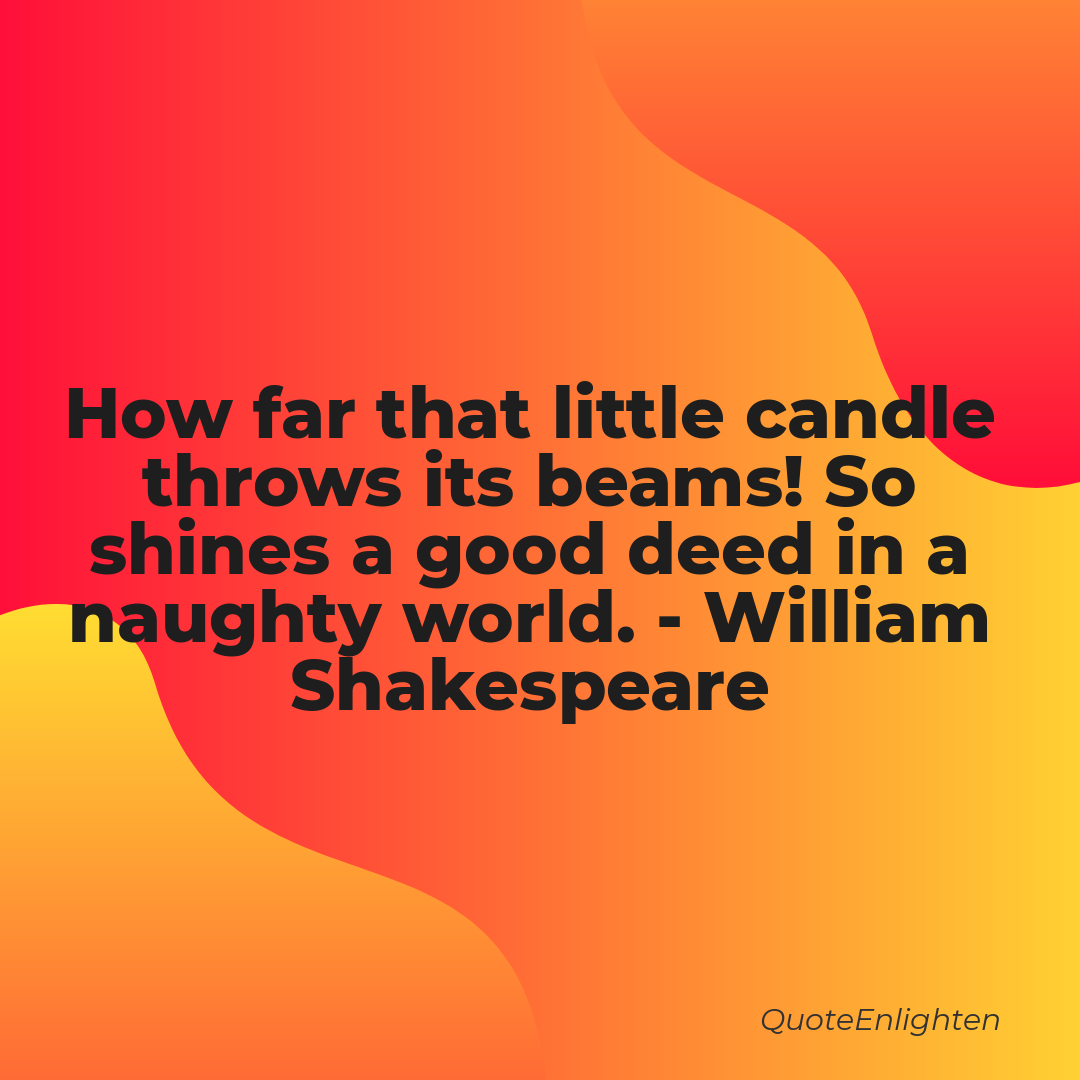 How far that little candle
throws its beams! So
shines a good deed in a
naughty world. - William
Shakespeare
QuoteEnlighten